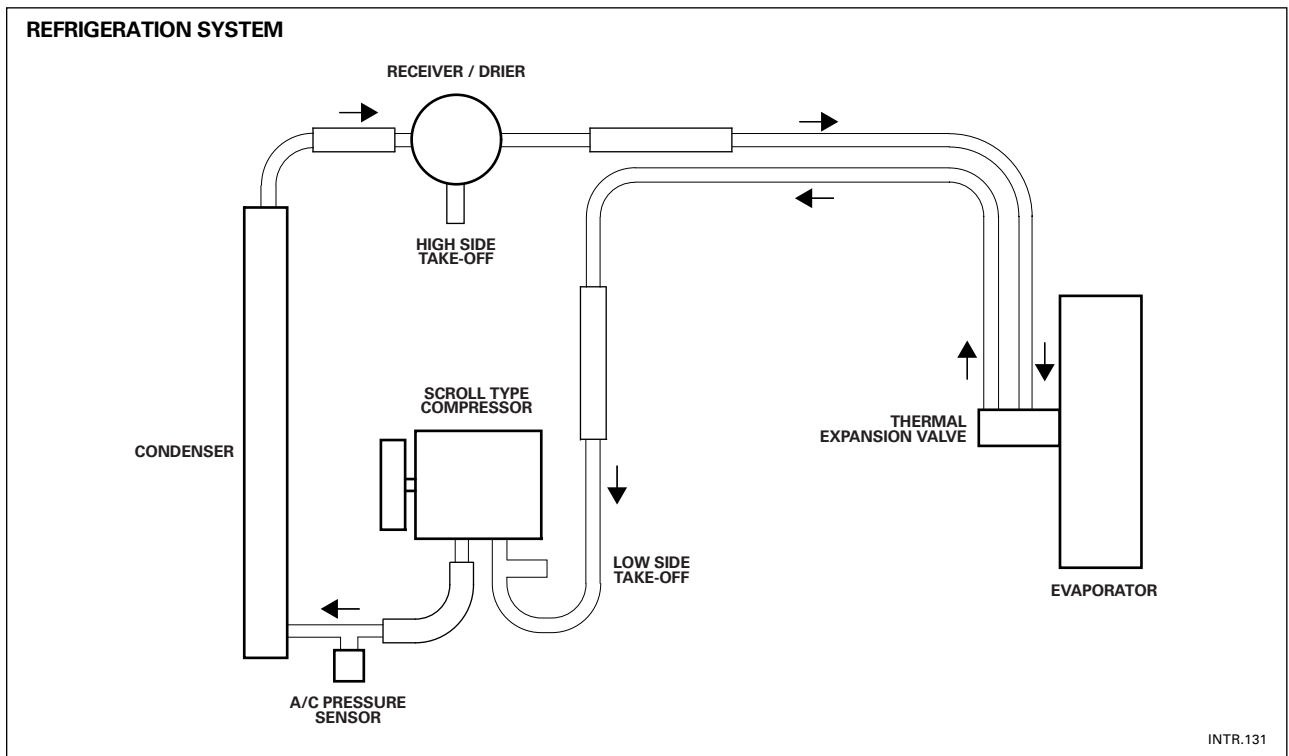 REFRIGERATION SYSTEM
RECEIVER / DRIER
HIGH SIDE
TAKE-OFF
SCROLL TYPE
COMPRESSOR
CONDENSER
THERMAL
EXPANSION VALVE
LOW SIDE
TAKE-OFF
EVAPORATOR
A/C PRESSURE
SENSOR
INTR.131